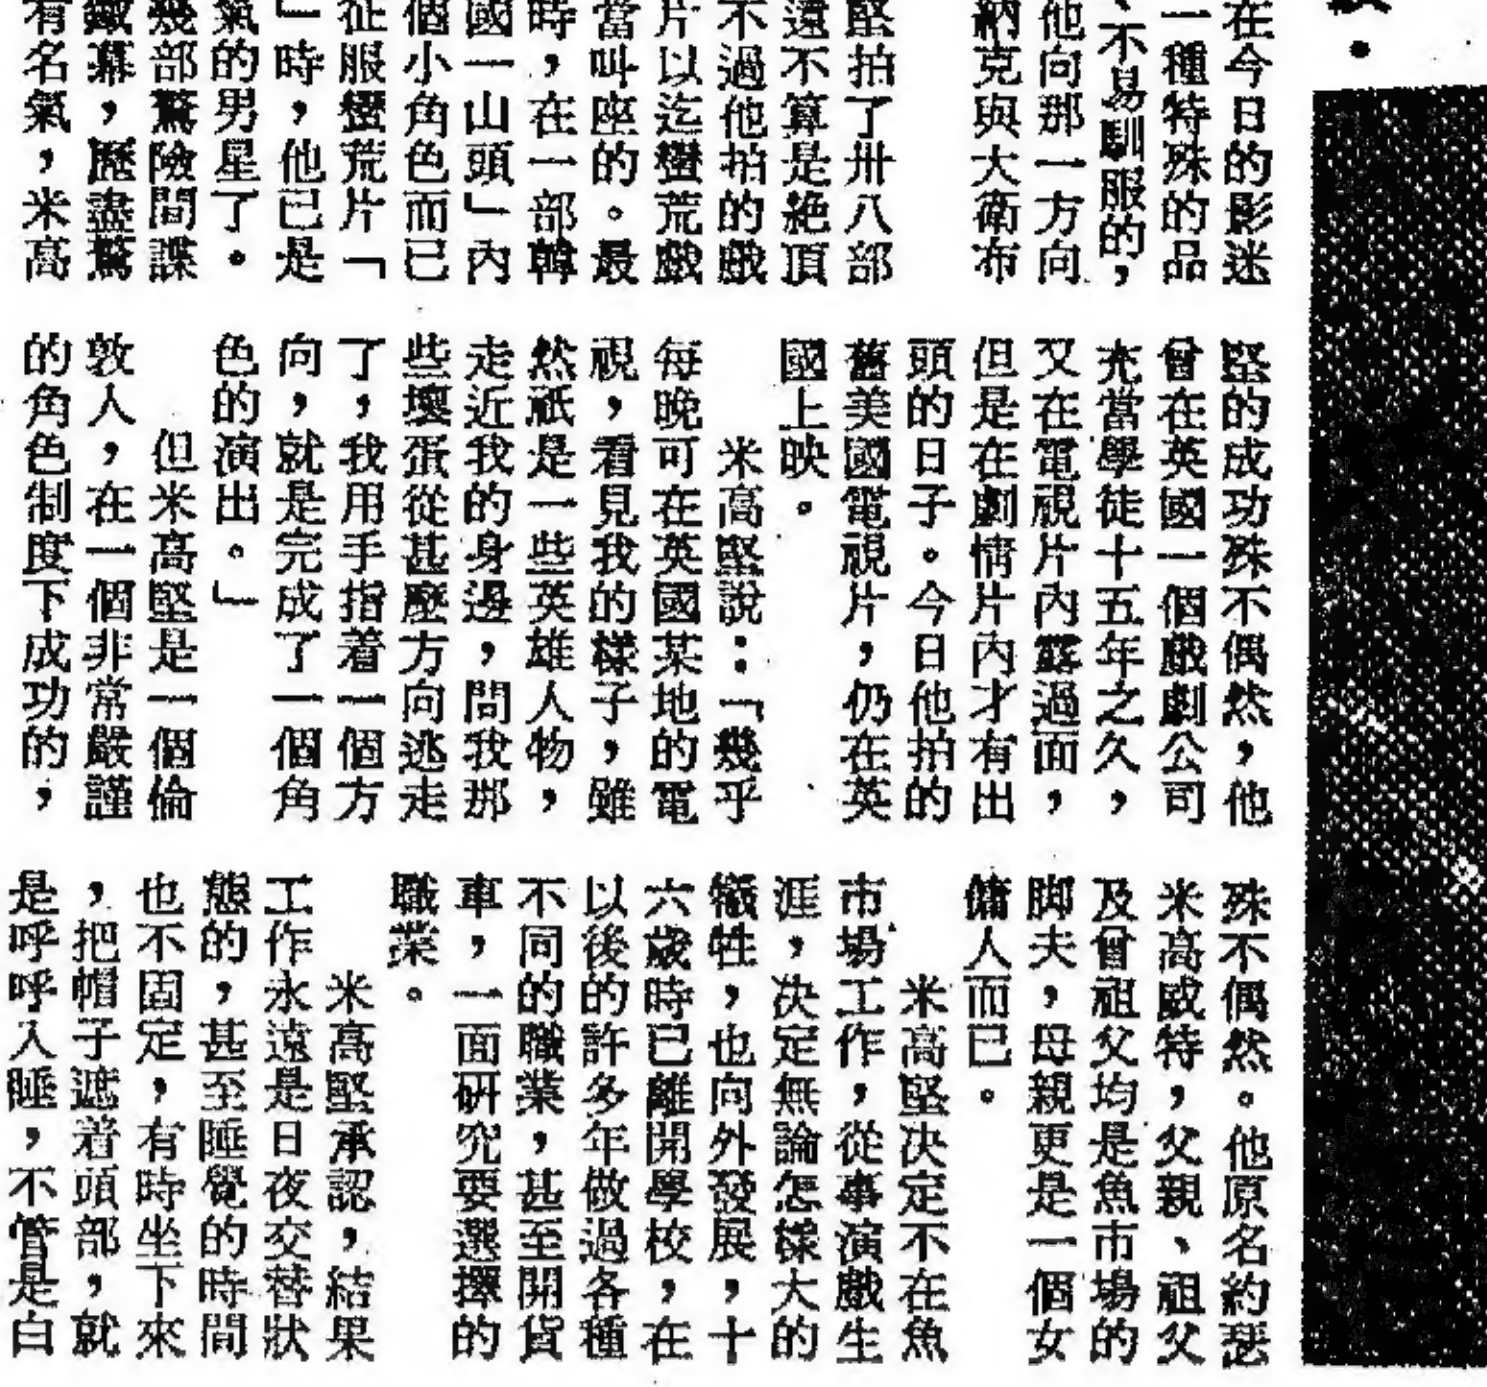 在今日的影迷
一種特殊的品
、不易馴服的，
他向那一方向
納克與大衛布
堅拍了卅八部
遠不算是絶頂
不過他拍的戲
片以迄蠻荒戲
當叫座的。最
時，在一部韓
國一山頭」內
個小角色而已
征服蠻荒片「
」時，他已是
氣的男星了。
幾部驚險間諜
鐵幕，歷盡驚
有名氣，米高
堅的成功殊不偶然，他
曾在英國一個戲劇公司
充當學徒十五年之久，
又在電視片內露過面，
但是在劇情片內才有出
頭的日子。今日他拍的
舊美國電視片，仍在英
國上映。
米高堅說：「幾乎
每晚可在英國某地的電
視，看見我的樣子，雖
然祇是一些英雄人物，
走近我的身邊，問我那
些壞蛋從甚麼方向逃走
了，我用手指着一個方
向，就是完成了一個角
色的演出。」
但米高堅是一個倫
敦人，在一個非常嚴謹
的角色制度下成功的，
殊不偶然。他原名約瑟
米高威特，父親、祖父
及曾祖父均是魚市場的
脚夫，母親更是一個女
傭人而已。
米高堅决定不在魚
市場工作，從事演戲生
涯，决定無論怎樣大的
犧牲，也向外發展，十
六歲時已離開學校，在
以後的許多年做過各種
不同的職業，甚至開貨
車，一面研究要選擇的
職業。
米高堅承認，結果
工作永遠是日夜交替狀
態的，甚至睡覺的時間
也不固定，有時坐下來
，把帽子遮着頭部，就
是呼呼入睡，不管是白